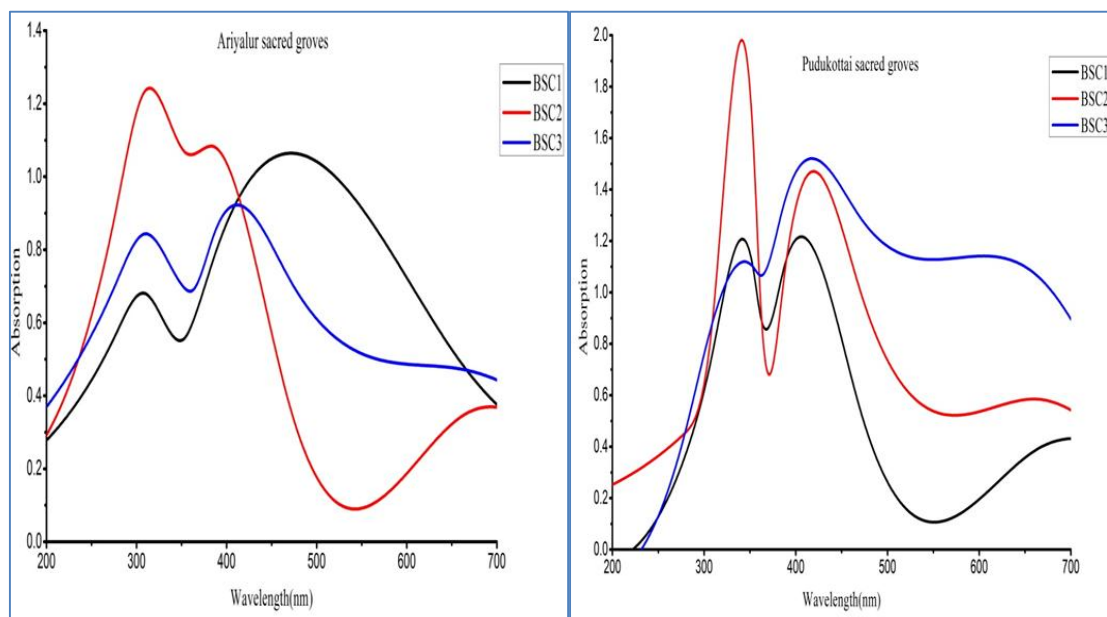 Ariyalur sacred groves
BSC1
BSC2
BSC3
1.4
1.2
1.0
0.8
0.6
0.4
0.2
0.0
Absorption
200 300 400 500 600 700
Wavelength(nm)
Pudukottai sacred groves
BSC1
BSC2
BSC3
2.0
1.8
1.6
1.4
1.2
1.0
0.8
0.6
0.4
0.2
0.0
Absorption
200 300 400 500 600 700
Wavelength(nm)